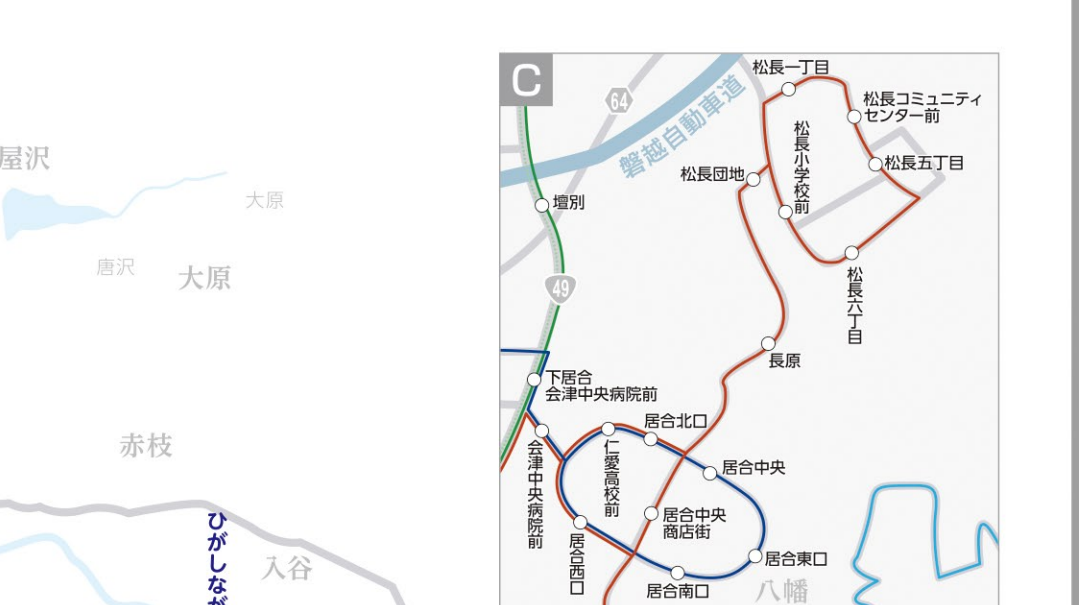 屋沢
大原
唐沢
大原
赤枝
ひがしなが
入谷
C
64
磐越自動車道
松長一丁目
松長コミュニティ
センター前
松長小学校前
松長五丁目
松長団地
壇別
松長六丁目
49
長原
下居合
会津中央病院前
居合北口
仁愛高校前
会津中央病院前
居合中央
居合中央
商店街
居合西口
居合東口
居合南口
八幡